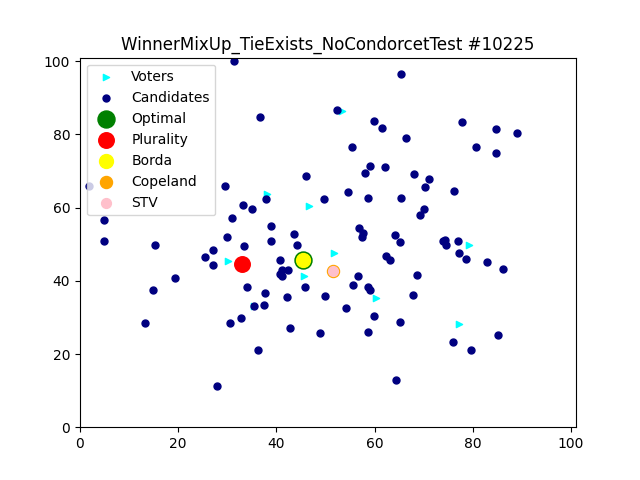 WinnerMixUp_TieExists_NoCondorcetTest #10225
Voters
Candidates
Optimal
Plurality
Borda
Copeland
STV
100
80
60
40
20
0
0 20 40 60 80 100